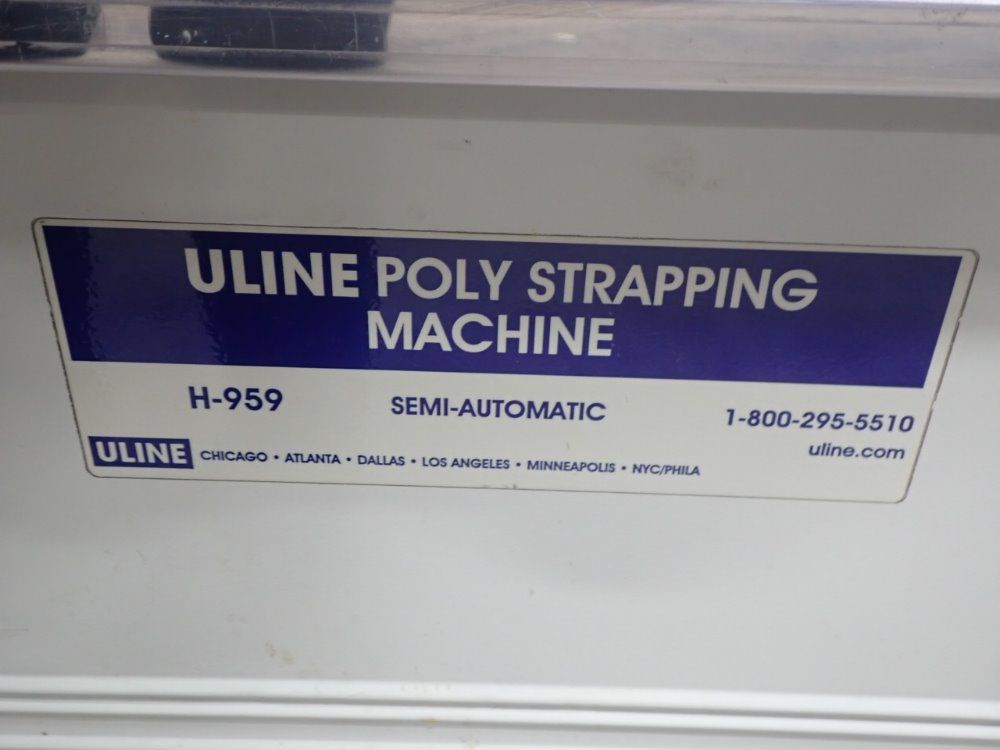 ULINE POLY STRAPPING
MACHINE
H-959 SEMI-AUTOMATIC 1-800-295-5510
uline.com
ULINE CHICAGO • ATLANTA • DALLAS • LOS ANGELES • MINNEAPOLIS • NYC/PHILA